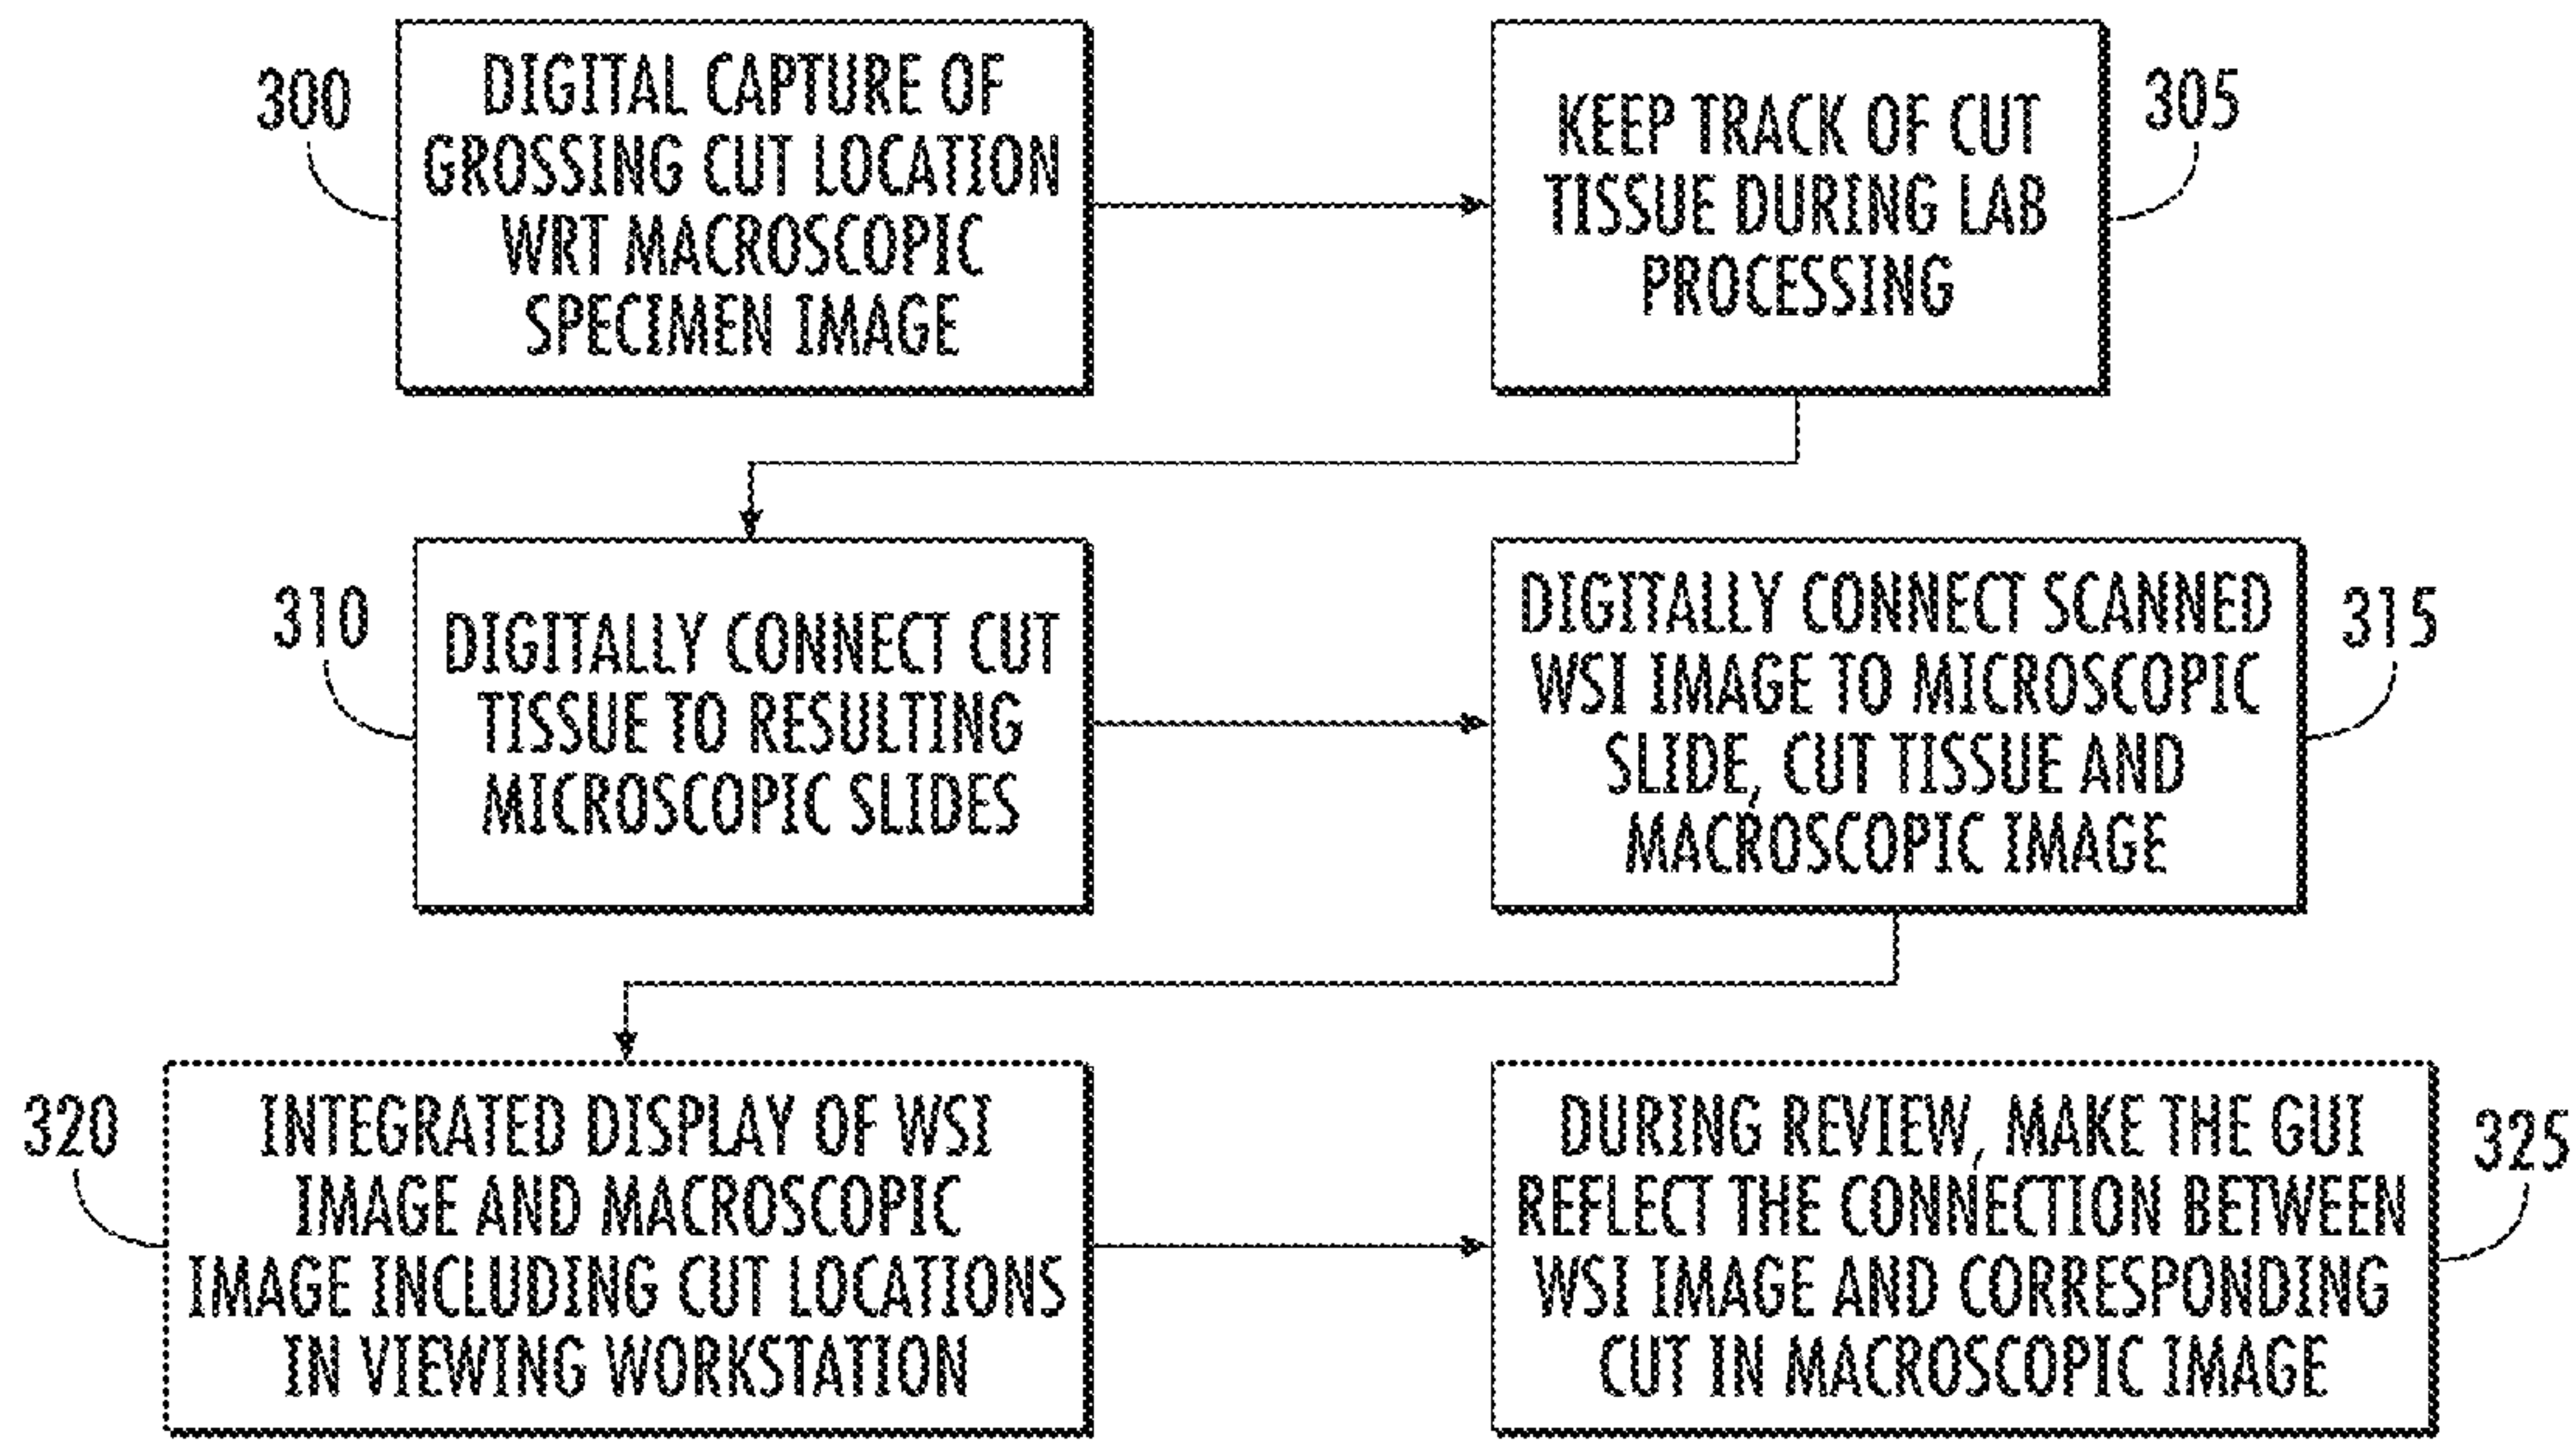 300
DIGITAL CAPTURE OF
GROSSING CUT LOCATION
WRT MACROSCOPIC
SPECIMEN IMAGE
KEEP TRACK OF CUT
TISSUE DURING LAB
PROCESSING
305
310
DIGITALLY CONNECT CUT
TISSUE TO RESULTING
MICROSCOPIC SLIDES
DIGITALLY CONNECT SCANNED
WSI IMAGE TO MICROSCOPIC
SLIDE, CUT TISSUE AND
MACROSCOPIC IMAGE
315
320
INTEGRATED DISPLAY OF WSI
IMAGE AND MACROSCOPIC
IMAGE INCLUDING CUT LOCATIONS
IN VIEWING WORKSTATION
DURING REVIEW, MAKE THE GUI
REFLECT THE CONNECTION BETWEEN
WSI IMAGE AND CORRESPONDING
CUT IN MACROSCOPIC IMAGE
325